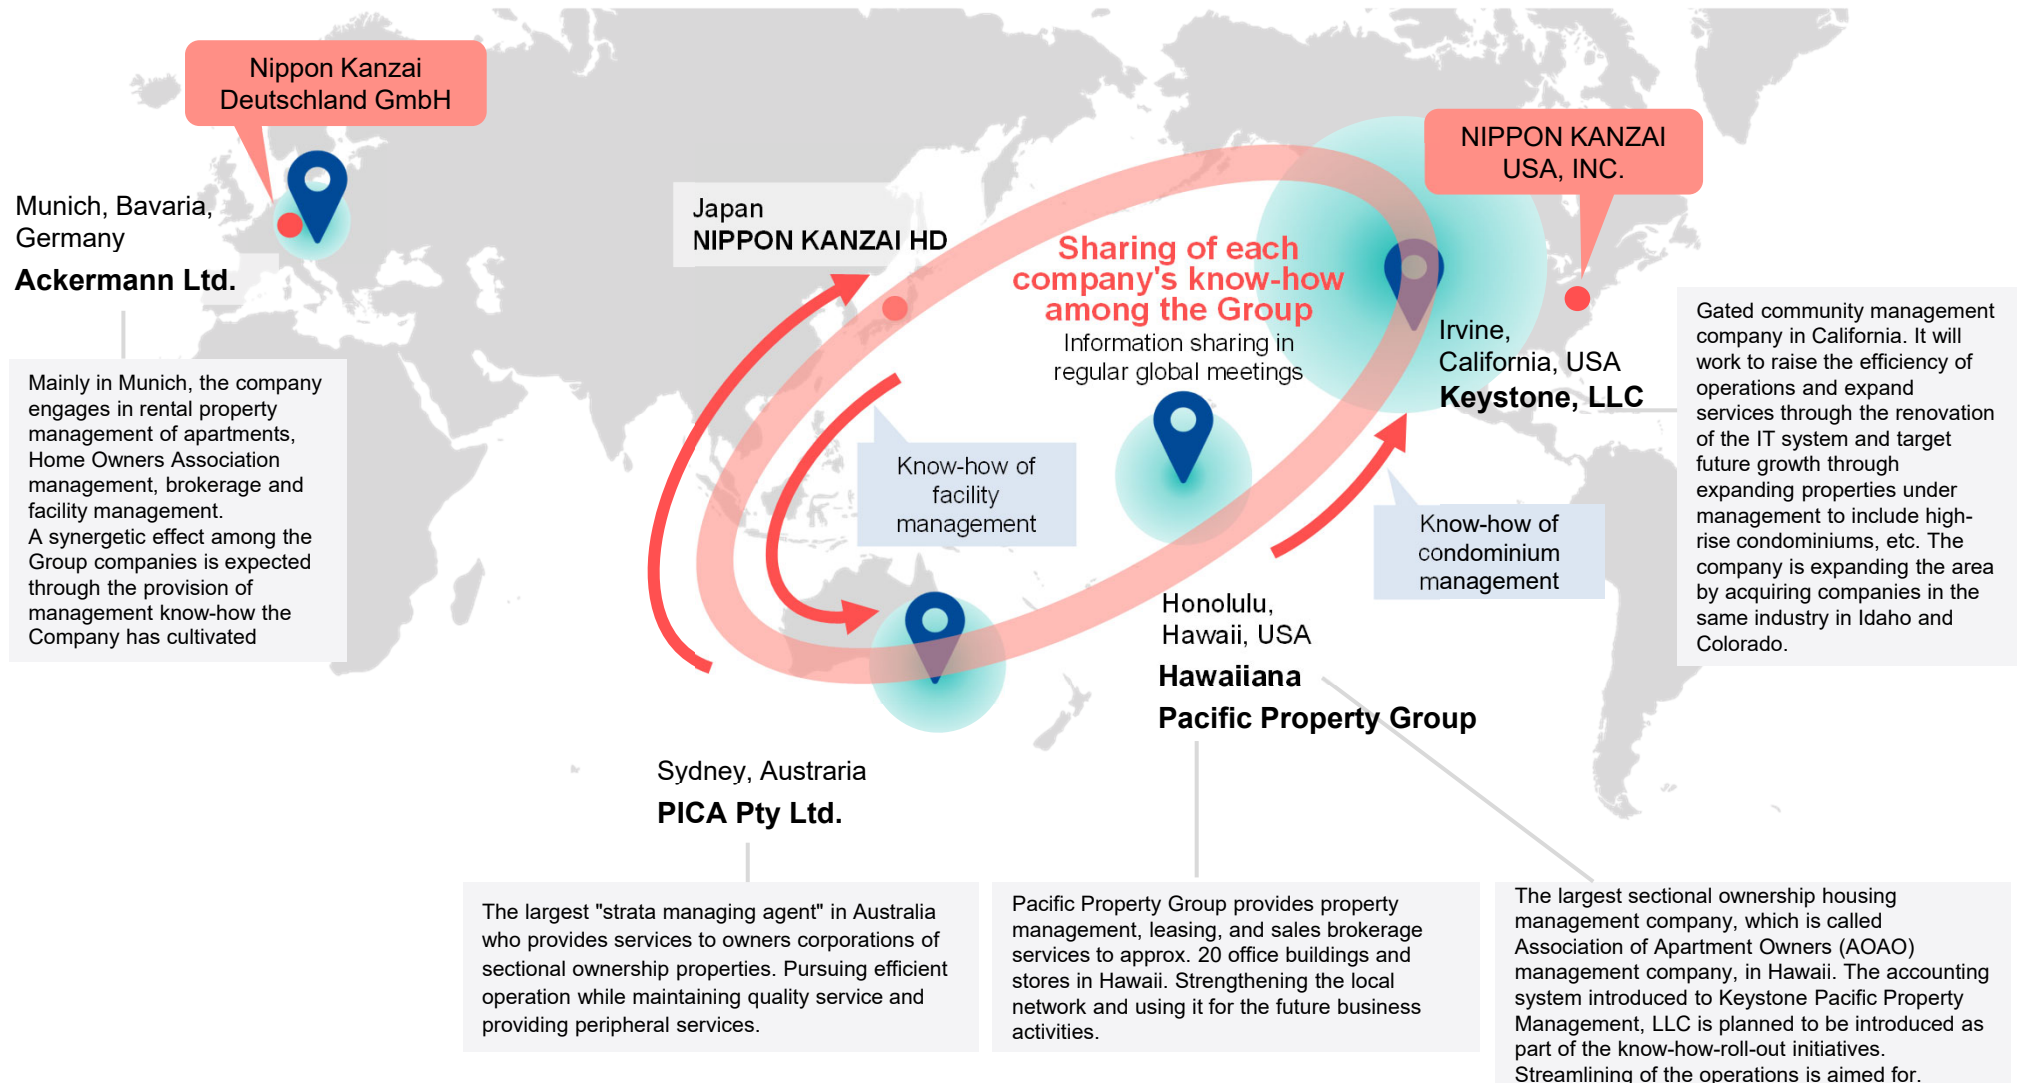 Nippon Kanzai
Deutschland GmbH
Munich, Bavaria,
Germany
Ackermann Ltd.
Mainly in Munich, the company
engages in rental property
management of apartments,
Home Owners Association
management, brokerage and
facility management.
A synergetic effect among the
Group companies is expected
through the provision of
management know-how the
Company has cultivated
Japan
NIPPON KANZAI HD
Sharing of each
company's know-how
among the Group
Information sharing in
regular global meetings
Know-how of
facility
management
NIPPON KANZAI
USA, INC.
Irvine,
California, USA
Keystone, LLC
Gated community management
company in California. It will
work to raise the efficiency of
operations and expand
services through the renovation
of the IT system and target
future growth through
expanding properties under
management to include high-
rise condominiums, etc. The
company is expanding the area
by acquiring companies in the
same industry in Idaho and
Colorado.
Know-how of
condominium
management
Honolulu,
Hawaii, USA
Hawaiiana
Pacific Property Group
Sydney, Austraria
PICA Pty Ltd.
The largest "strata managing agent" in Australia
who provides services to owners corporations of
sectional ownership properties. Pursuing efficient
operation while maintaining quality service and
providing peripheral services.
Pacific Property Group provides property
management, leasing, and sales brokerage
services to approx. 20 office buildings and
stores in Hawaii. Strengthening the local
network and using it for the future business
activities.
The largest sectional ownership housing
management company, which is called
Association of Apartment Owners (AOAO)
management company, in Hawaii. The accounting
system introduced to Keystone Pacific Property
Management, LLC is planned to be introduced as
part of the know-how-roll-out initiatives.
Streamlining of the operations is aimed for.